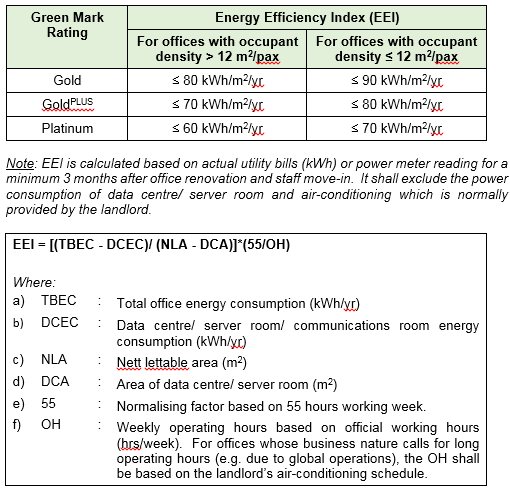 Green Mark Energy Efficiency Index (EEI)
Rating
For offices with occupant For offices with occupant
density > 12 m²/pax density ≤ 12 m²/pax
Gold ≤ 80 kWh/m²/yr. ≤ 90 kWh/m²/yr.
GoldPLUS ≤ 70 kWh/m²/yr. ≤ 80 kWh/m²/yr.
Platinum ≤ 60 kWh/m²/yr. ≤ 70 kWh/m²/yr.
Note: EEI is calculated based on actual utility bills (kWh) or power meter reading for a
minimum 3 months after office renovation and staff move-in. It shall exclude the power
consumption of data centre/ server room and air-conditioning which is normally
provided by the landlord.
EEI = [(TBEC - DCEC)/ (NLA - DCA)]*(55/OH)
Where:
a) TBEC : Total office energy consumption (kWh/yr)
b) DCEC : Data centre/ server room/ communications room energy
consumption (kWh/yr)
c) NLA : Nett lettable area (m²)
d) DCA : Area of data centre/ server room (m²)
e) 55 : Normalising factor based on 55 hours working week.
f) OH : Weekly operating hours based on official working hours
(hrs/week). For offices whose business nature calls for long
operating hours (e.g. due to global operations), the OH shall
be based on the landlord's air-conditioning schedule.